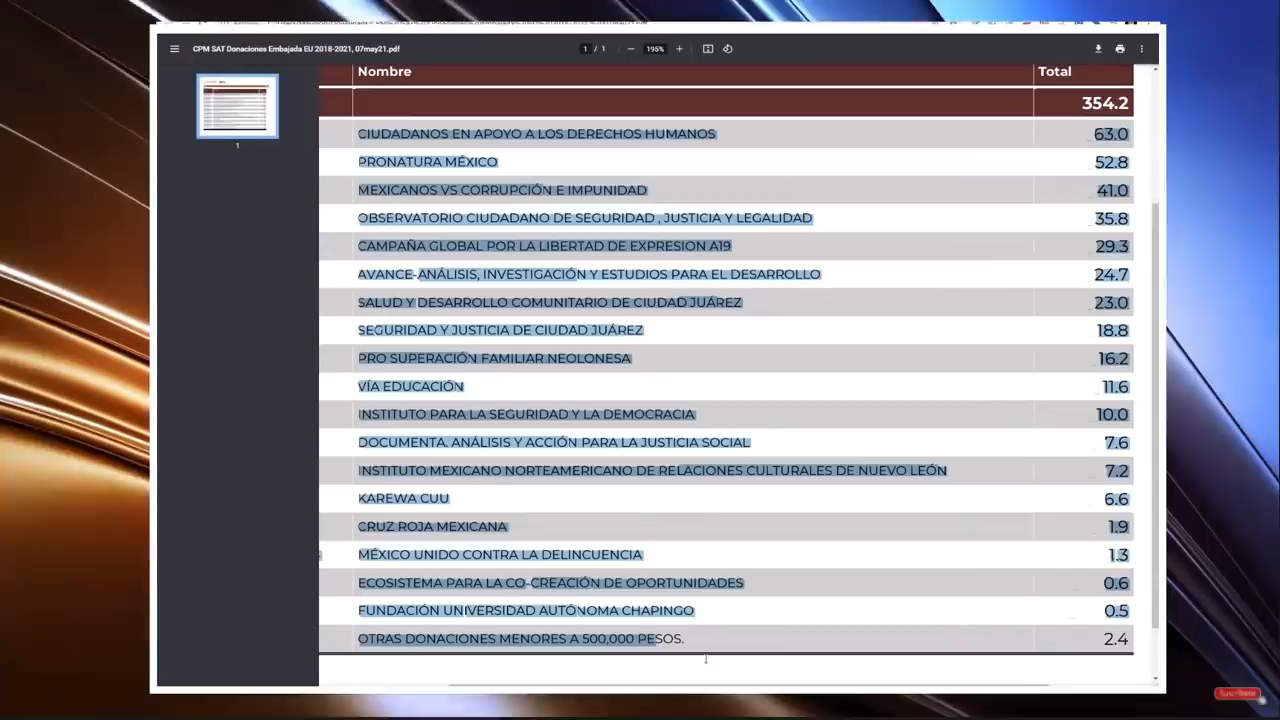 CPM SAT Donaciones Embajada EU 2018-2021, 07may21.pdf 1 / 1 195%
1
Nombre Total
354.2
CIUDADANOS EN APOYO A LOS DERECHOS HUMANOS 63.0
PRONATURA MÉXICO 52.8
MEXICANOS VS CORRUPCIÓN E IMPUNIDAD 41.0
OBSERVATORIO CIUDADANO DE SEGURIDAD , JUSTICIA Y LEGALIDAD 35.8
CAMPAÑA GLOBAL POR LA LIBERTAD DE EXPRESION A19 29.3
AVANCE-ANÁLISIS, INVESTIGACIÓN Y ESTUDIOS PARA EL DESARROLLO 24.7
SALUD Y DESARROLLO COMUNITARIO DE CIUDAD JUÁREZ 23.0
SEGURIDAD Y JUSTICIA DE CIUDAD JUÁREZ 18.8
PRO SUPERACIÓN FAMILIAR NEOLONESA 16.2
VÍA EDUCACIÓN 11.6
INSTITUTO PARA LA SEGURIDAD Y LA DEMOCRACIA 10.0
DOCUMENTA. ANÁLISIS Y ACCIÓN PARA LA JUSTICIA SOCIAL 7.6
INSTITUTO MEXICANO NORTEAMERICANO DE RELACIONES CULTURALES DE NUEVO LEÓN 7.2
KAREWA CUU 6.6
CRUZ ROJA MEXICANA 1.9
MÉXICO UNIDO CONTRA LA DELINCUENCIA 1.3
ECOSISTEMA PARA LA CO-CREACIÓN DE OPORTUNIDADES 0.6
FUNDACIÓN UNIVERSIDAD AUTÓNOMA CHAPINGO 0.5
OTRAS DONACIONES MENORES A 500,000 PESOS. 2.4
Suscríbete